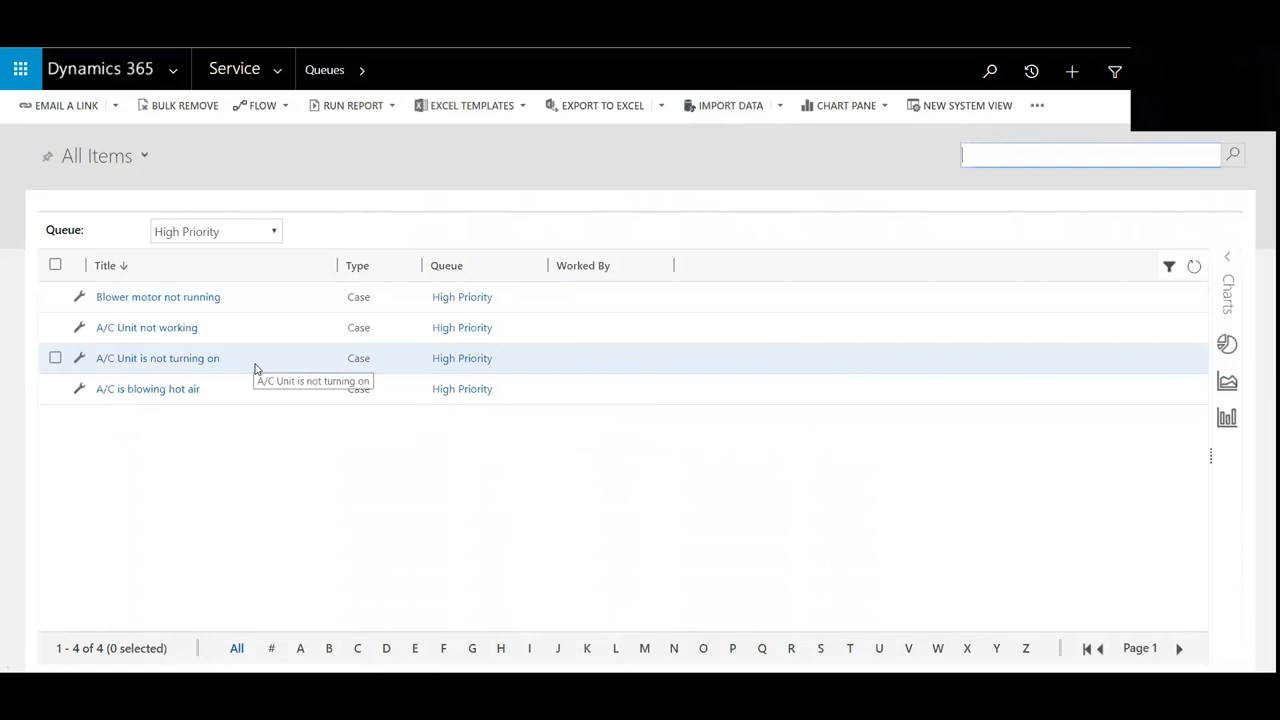 Dynamics 365 Service Queues
EMAIL A LINK BULK REMOVE FLOW RUN REPORT EXCEL TEMPLATES EXPORT TO EXCEL IMPORT DATA CHART PANE NEW SYSTEM VIEW
All Items
Queue: High Priority
Title Type Queue Worked By
Blower motor not running Case High Priority
A/C Unit not working Case High Priority
A/C Unit is not turning on Case High Priority
A/C Unit is not turning on
A/C is blowing hot air Case High Priority
Charts
1 - 4 of 4 (0 selected) All # A B C D E F G H I J K L M N O P Q R S T U V W X Y Z Page 1